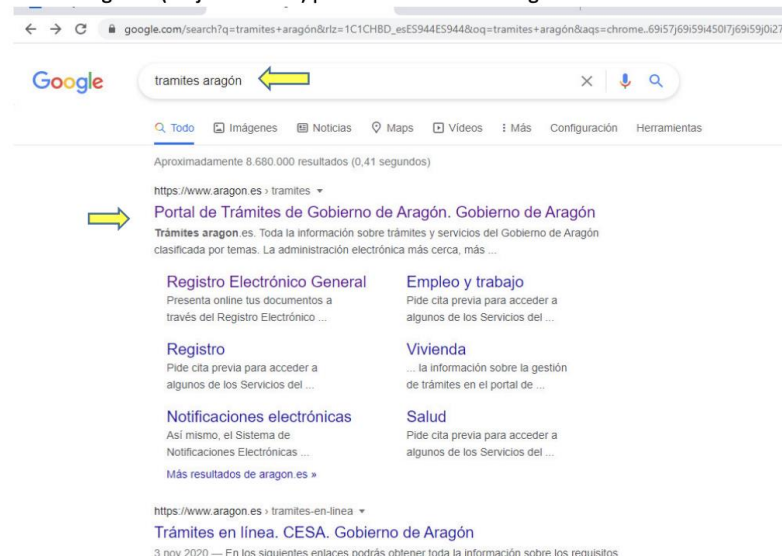 google.com/search?q=tramites+aragón&rlz=1C1CHBD_esES944ES944&oq=tramites+aragón&aqs=chrome..69i57j69i59i450l7j69i59j0i27
Google
tramites aragón
Todo Imágenes Noticias Maps Vídeos Más Configuración Herramientas
Aproximadamente 8.680.000 resultados (0,41 segundos)
https://www.aragon.es › tramites
Portal de Trámites de Gobierno de Aragón. Gobierno de Aragón
Trámites aragon.es. Toda la información sobre trámites y servicios del Gobierno de Aragón
clasificada por temas. La administración electrónica más cerca, más ...
Registro Electrónico General
Presenta online tus documentos a
través del Registro Electrónico ...
Empleo y trabajo
Pide cita previa para acceder a
algunos de los Servicios del ...
Registro
Pide cita previa para acceder a
algunos de los Servicios del ...
Vivienda
... la información sobre la gestión
de trámites en el portal de ...
Notificaciones electrónicas
Así mismo, el Sistema de
Notificaciones Electrónicas ...
Salud
Pide cita previa para acceder a
algunos de los Servicios del ...
Más resultados de aragon.es »
https://www.aragon.es › tramites-en-linea
Trámites en línea. CESA. Gobierno de Aragón
3 nov 2020 — En los siguientes enlaces podrás obtener toda la información sobre los requisitos